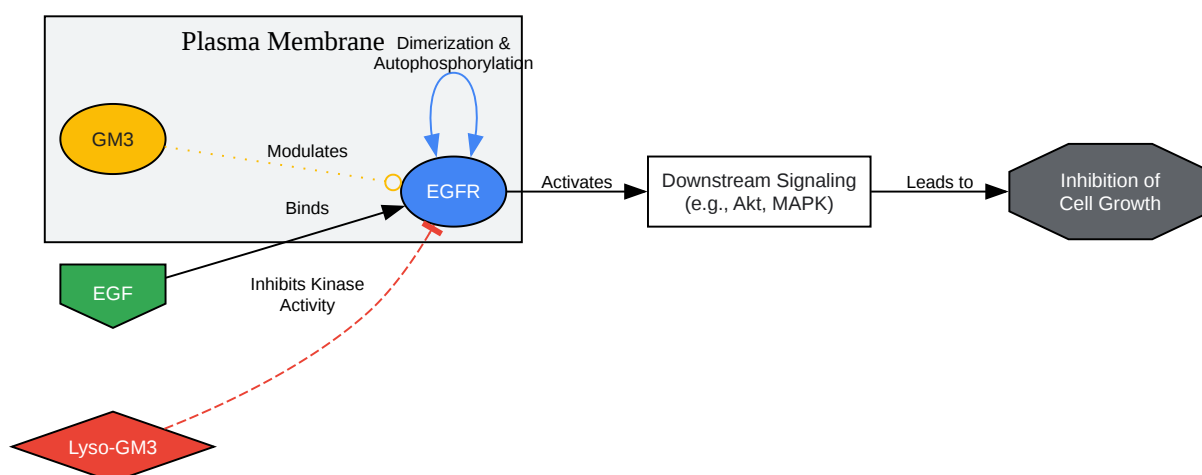 Plasma Membrane
Dimerization &
Autophosphorylation
GM3
Modulates
EGFR
Binds
Activates
Downstream Signaling
(e.g., Akt, MAPK)
Leads to
Inhibition of
Cell Growth
EGF
Inhibits Kinase
Activity
Lyso-GM3